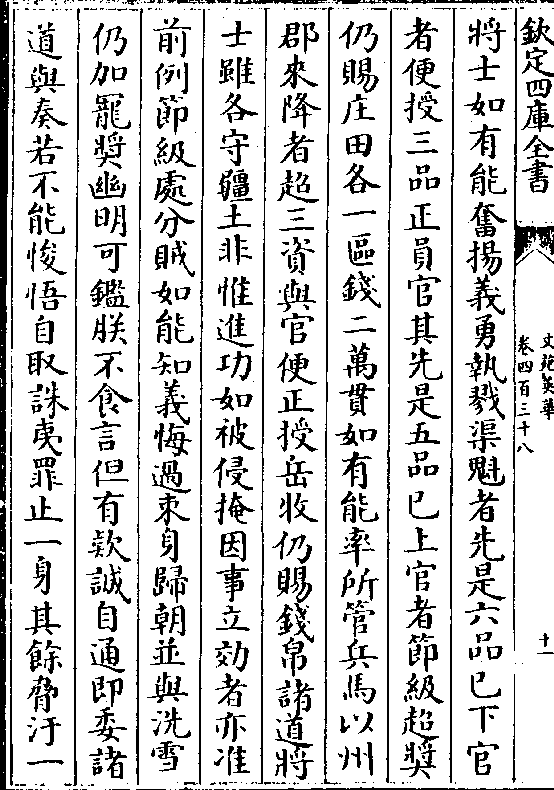 欽定四庫全書
文苑英華
卷四百三十八
十一
將士如有能奮揚義勇執戮渠魁者先是六品已下官
者便授三品正員官其先是五品已上官者節級超獎
仍賜庄田各一區錢二萬貫如有能率所管兵馬以州
郡來降者超三資與官便正授岳牧仍賜錢帛諸道將
士雖各守疆土非惟進功如被侵掩因事立効者亦准
前例節級處分賊如能知義悔過束身歸朝並與洗雪
仍加寵奬幽明可鑑朕不食言但有欵誠自通即委諸
道與奏若不能悛悟自取誅夷罪止一身其餘脅汙一